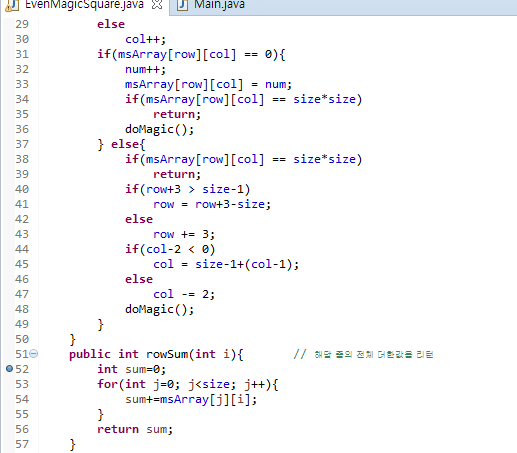 EvenMagicSquare.java Main.java
29 else
30 col++;
31 if(msArray[row][col] == 0){
32 num++;
33 msArray[row][col] = num;
34 if(msArray[row][col] == size*size)
35 return;
36 doMagic();
37 } else{
38 if(msArray[row][col] == size*size)
39 return;
40 if(row+3 > size-1)
41 row = row+3-size;
42 else
43 row += 3;
44 if(col-2 < 0)
45 col = size-1+(col-1);
46 else
47 col -= 2;
48 doMagic();
49 }
50 }
51 public int rowSum(int i){ // 해당 줄의 전체 더한값을 리턴
52 int sum=0;
53 for(int j=0; j<size; j++){
54 sum+=msArray[j][i];
55 }
56 return sum;
57 }